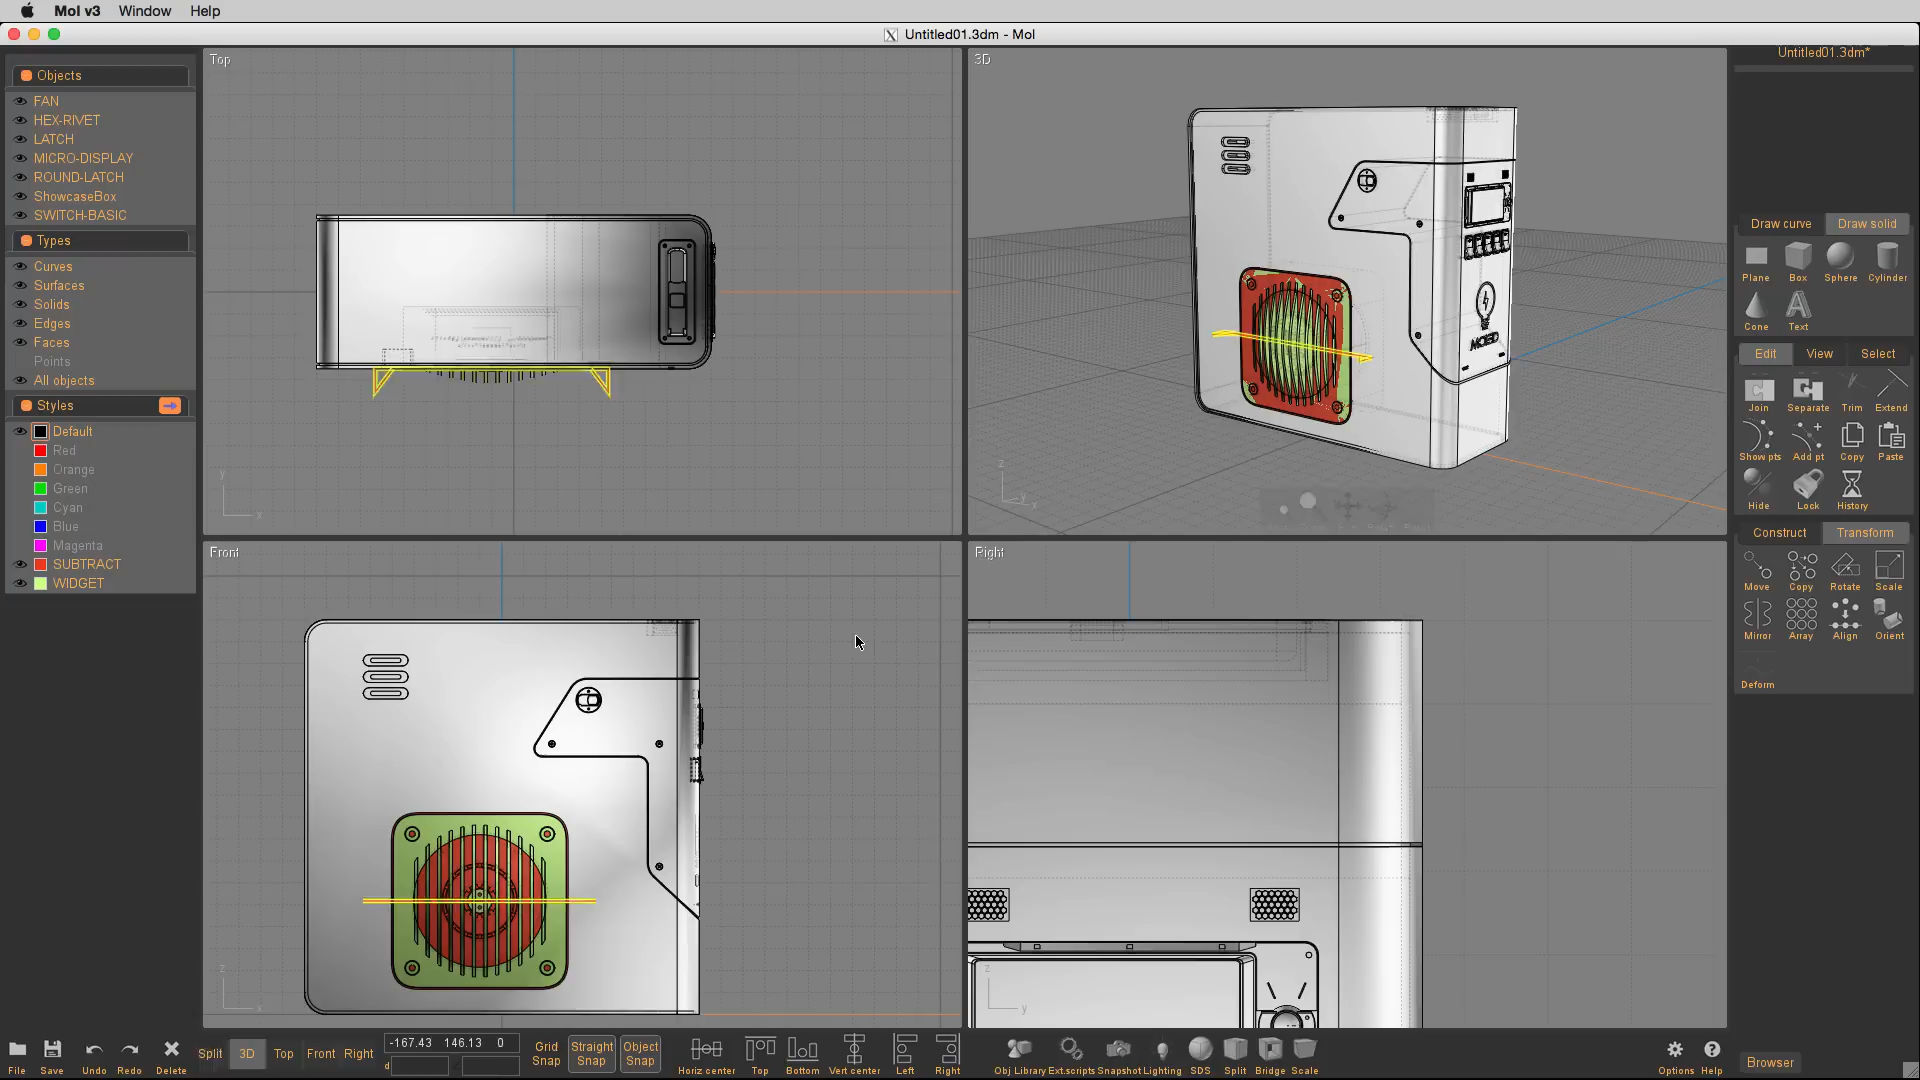 MoI v3 Window Help
Untitled01.3dm - MoI
Objects
FAN
HEX-RIVET
LATCH
MICRO-DISPLAY
ROUND-LATCH
ShowcaseBox
SWITCH-BASIC
Types
Curves
Surfaces
Solids
Edges
Faces
Points
All objects
Styles
Default
Red
Orange
Green
Cyan
Blue
Magenta
SUBTRACT
WIDGET
Top
y
x
3D
MOED
z
y
x
Front
z
x
Right
z
y
Untitled01.3dm*
Draw curve Draw solid
Plane Box Sphere Cylinder
Cone Text
Edit View Select
Join Separate Trim Extend
Show pts Add pt Copy Paste
Hide Lock History
Construct Transform
Move Copy Rotate Scale
Mirror Array Align Orient
Deform
File Save Undo Redo Delete
Split 3D Top Front Right
-167.43 146.13 0
d
Grid Snap
Straight Snap
Object Snap
Horiz center Top Bottom Vert center Left Right
Obj Library Ext.scripts Snapshot Lighting SDS Split Bridge Scale
Options Help
Browser